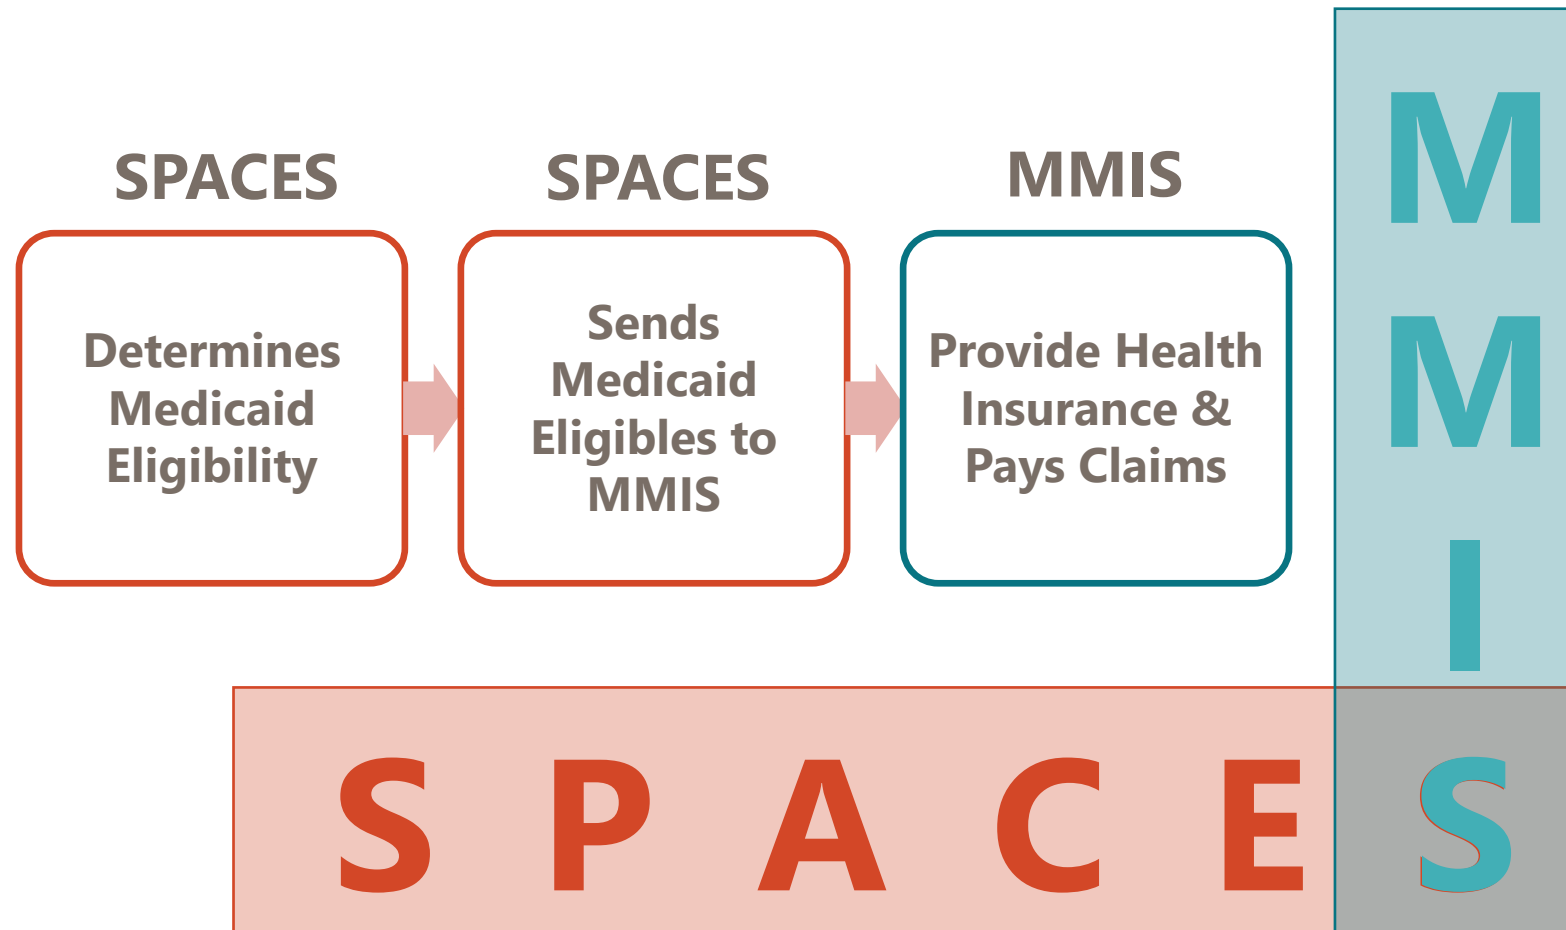 SPACES
Determines
Medicaid
Eligibility
SPACES
Sends
Medicaid
Eligibles to
MMIS
MMIS
Provide Health
Insurance &
Pays Claims
M
M
I
S P A C E S